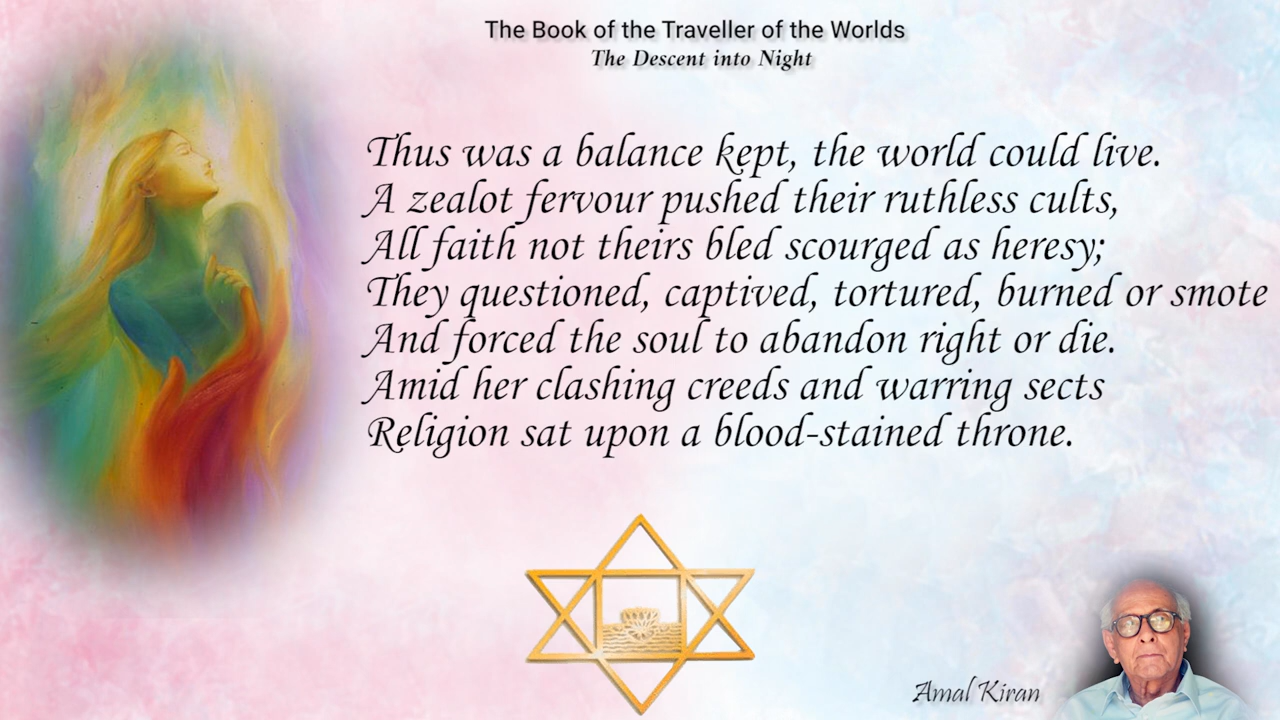 The Book of the Traveller of the Worlds
The Descent into Night
Thus was a balance kept, the world could live.
A zealot fervour pushed their ruthless cults,
All faith not theirs bled scourged as heresy;
They questioned, captived, tortured, burned or smote
And forced the soul to abandon right or die.
Amid her clashing creeds and warring sects
Religion sat upon a blood-stained throne.
Amal Kiran